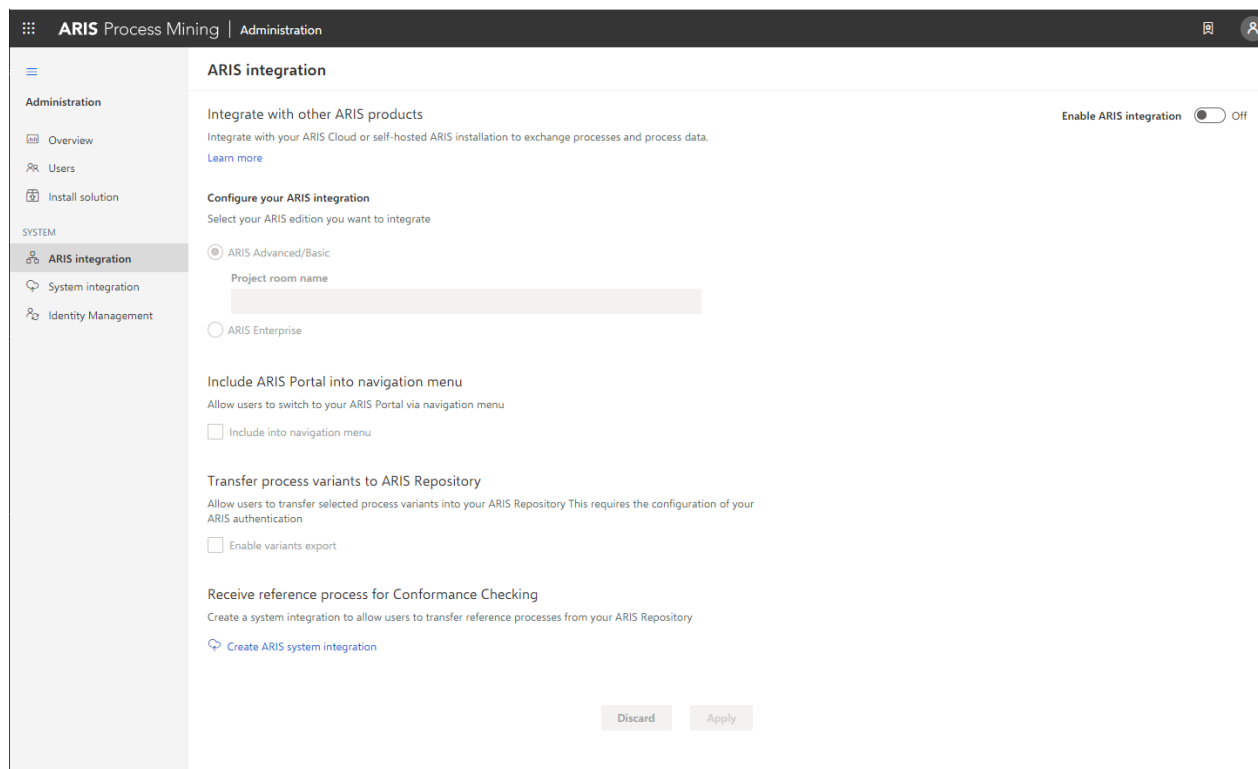 ARIS Process Mining | Administration
ARIS integration
Administration
Overview
Users
Install solution
SYSTEM
ARIS integration
System integration
Identity Management
Integrate with other ARIS products
Enable ARIS integration Off
Integrate with your ARIS Cloud or self-hosted ARIS installation to exchange processes and process data.
Learn more
Configure your ARIS integration
Select your ARIS edition you want to integrate
ARIS Advanced/Basic
Project room name
ARIS Enterprise
Include ARIS Portal into navigation menu
Allow users to switch to your ARIS Portal via navigation menu
Include into navigation menu
Transfer process variants to ARIS Repository
Allow users to transfer selected process variants into your ARIS Repository This requires the configuration of your
ARIS authentication
Enable variants export
Receive reference process for Conformance Checking
Create a system integration to allow users to transfer reference processes from your ARIS Repository
Create ARIS system integration
Discard Apply